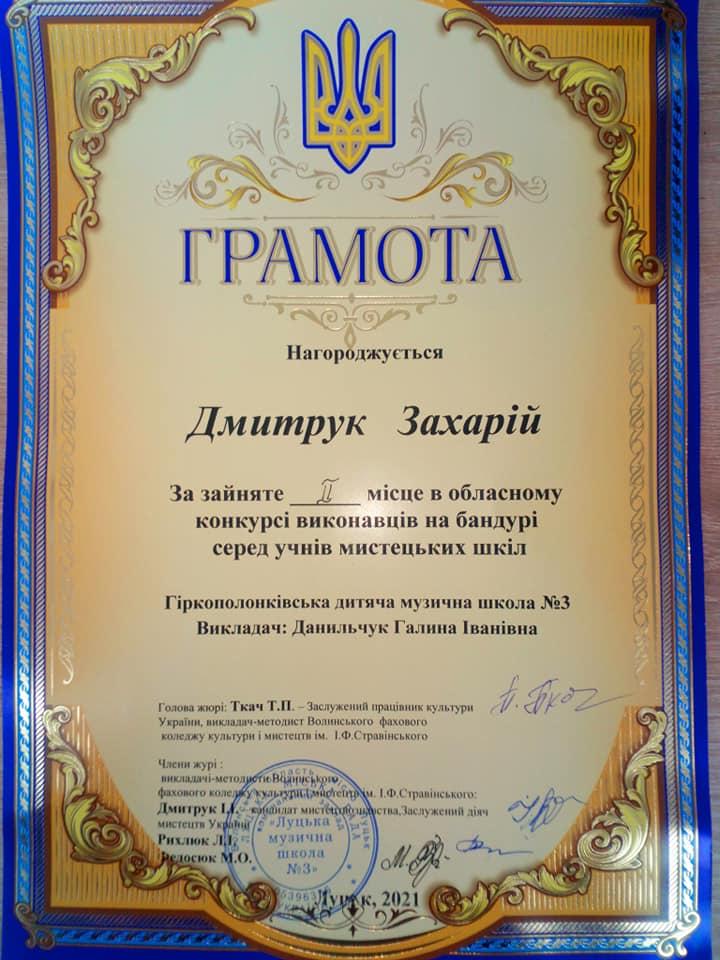 ГРАМОТА
Нагороджується
Дмитрук Захарій
За зайняте II місце в обласному
конкурсі виконавців на бандурі
серед учнів мистецьких шкіл
Гіркополонківська дитяча музична школа №3
Викладач: Данильчук Галина Іванівна
Голова жюрі: Ткач Т.П. – Заслужений працівник культури
України, викладач-методист Волинського фахового
коледжу культури і мистецтв ім. І.Ф.Стравінського
Члени журі :
викладачі-методисти Волинського
фахового коледжу культури і мистецтв ім. І.Ф.Стравінського:
Дмитрук І.І. кандидат мистецтвознавства,Заслужений діяч
мистецтв України
Рихлюк Л.І.
Федосюк М.О.
«Луцька
музична
школа
№3»
Луцьк, 2021